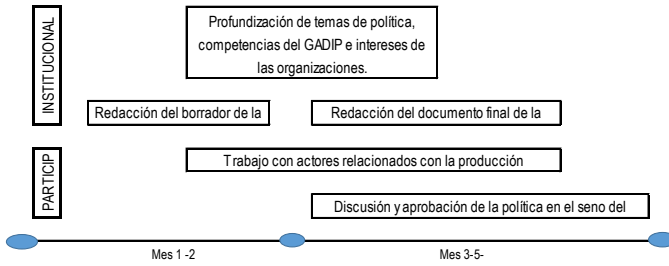 INSTITUCIONAL
Profundización de temas de política,
competencias del GADIP e intereses de
las organizaciones.
Redacción del borrador de la
Redacción del documento final de la
PARTICIP
Trabajo con actores relacionados con la producción
Discusión y aprobación de la política en el seno del
Mes 1 -2
Mes 3-5-